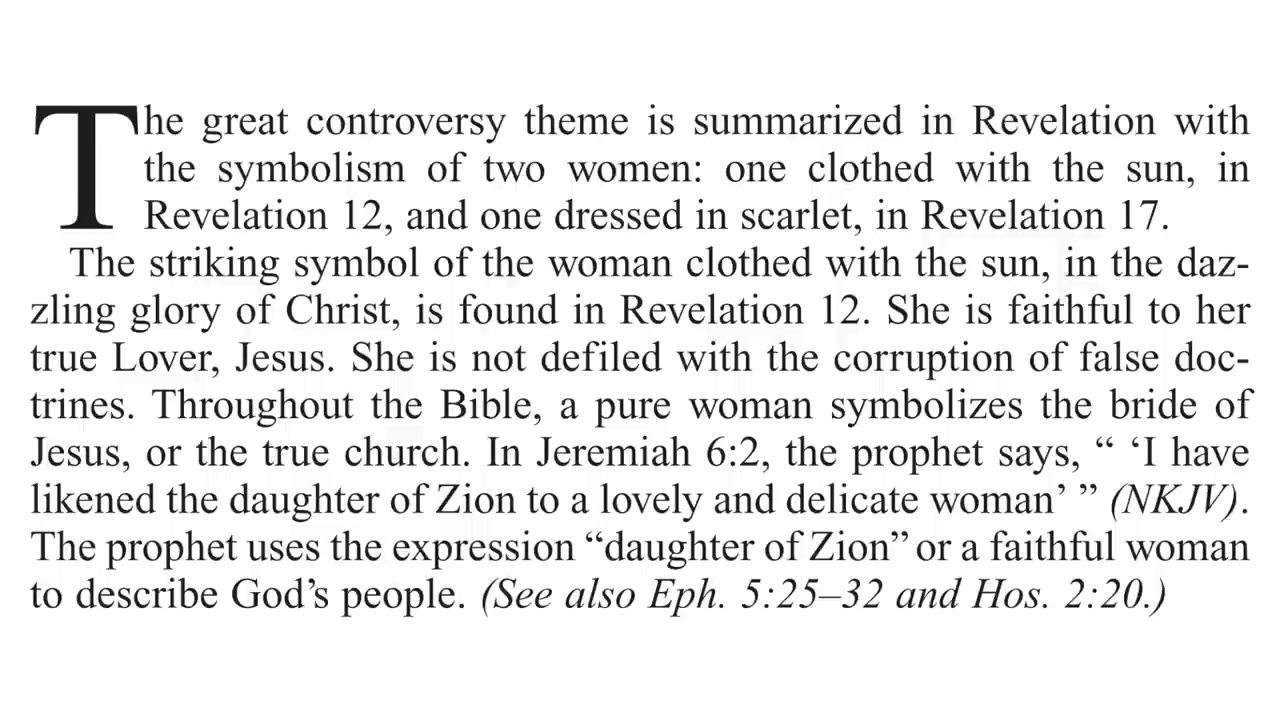 The great controversy theme is summarized in Revelation with
the symbolism of two women: one clothed with the sun, in
Revelation 12, and one dressed in scarlet, in Revelation 17.
The striking symbol of the woman clothed with the sun, in the daz-
zling glory of Christ, is found in Revelation 12. She is faithful to her
true Lover, Jesus. She is not defiled with the corruption of false doc-
trines. Throughout the Bible, a pure woman symbolizes the bride of
Jesus, or the true church. In Jeremiah 6:2, the prophet says, “ ‘I have
likened the daughter of Zion to a lovely and delicate woman’ ” (NKJV).
The prophet uses the expression “daughter of Zion” or a faithful woman
to describe God’s people. (See also Eph. 5:25–32 and Hos. 2:20.)